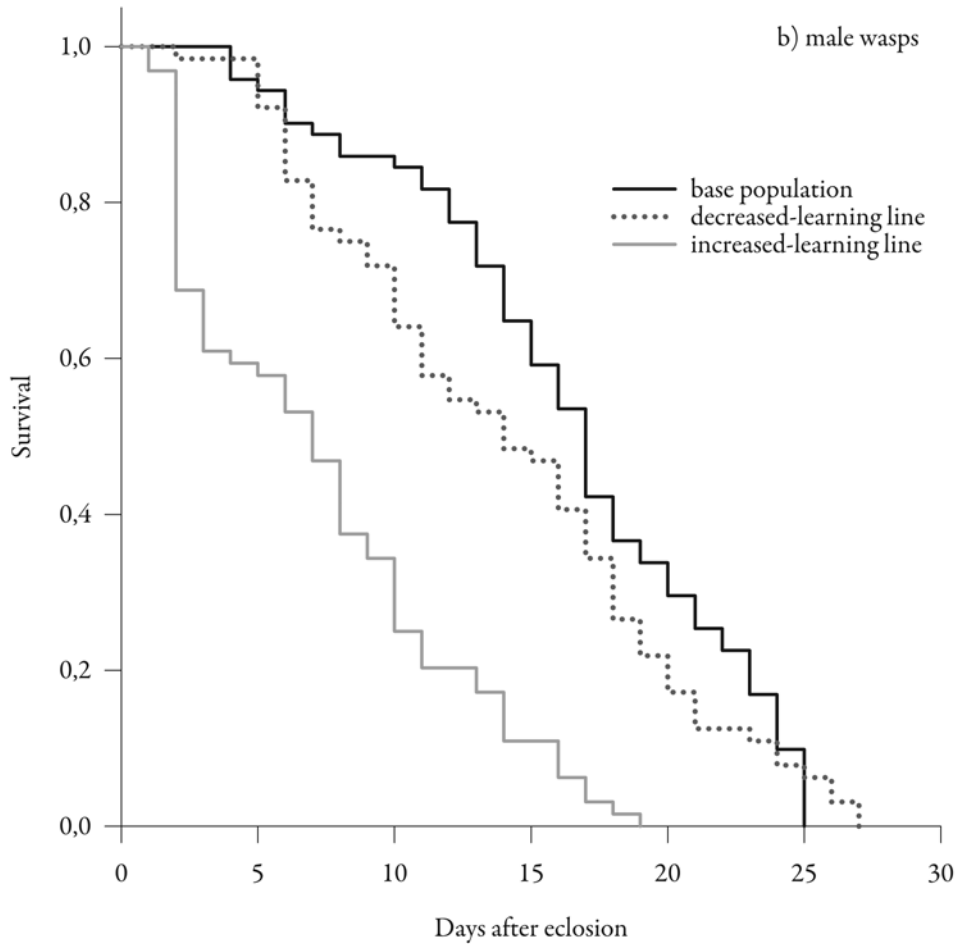 b) male wasps
1,0
0,8
0,6
0,4
0,2
0,0
Survival
base population
decreased-learning line
increased-learning line
0 5 10 15 20 25 30
Days after eclosion